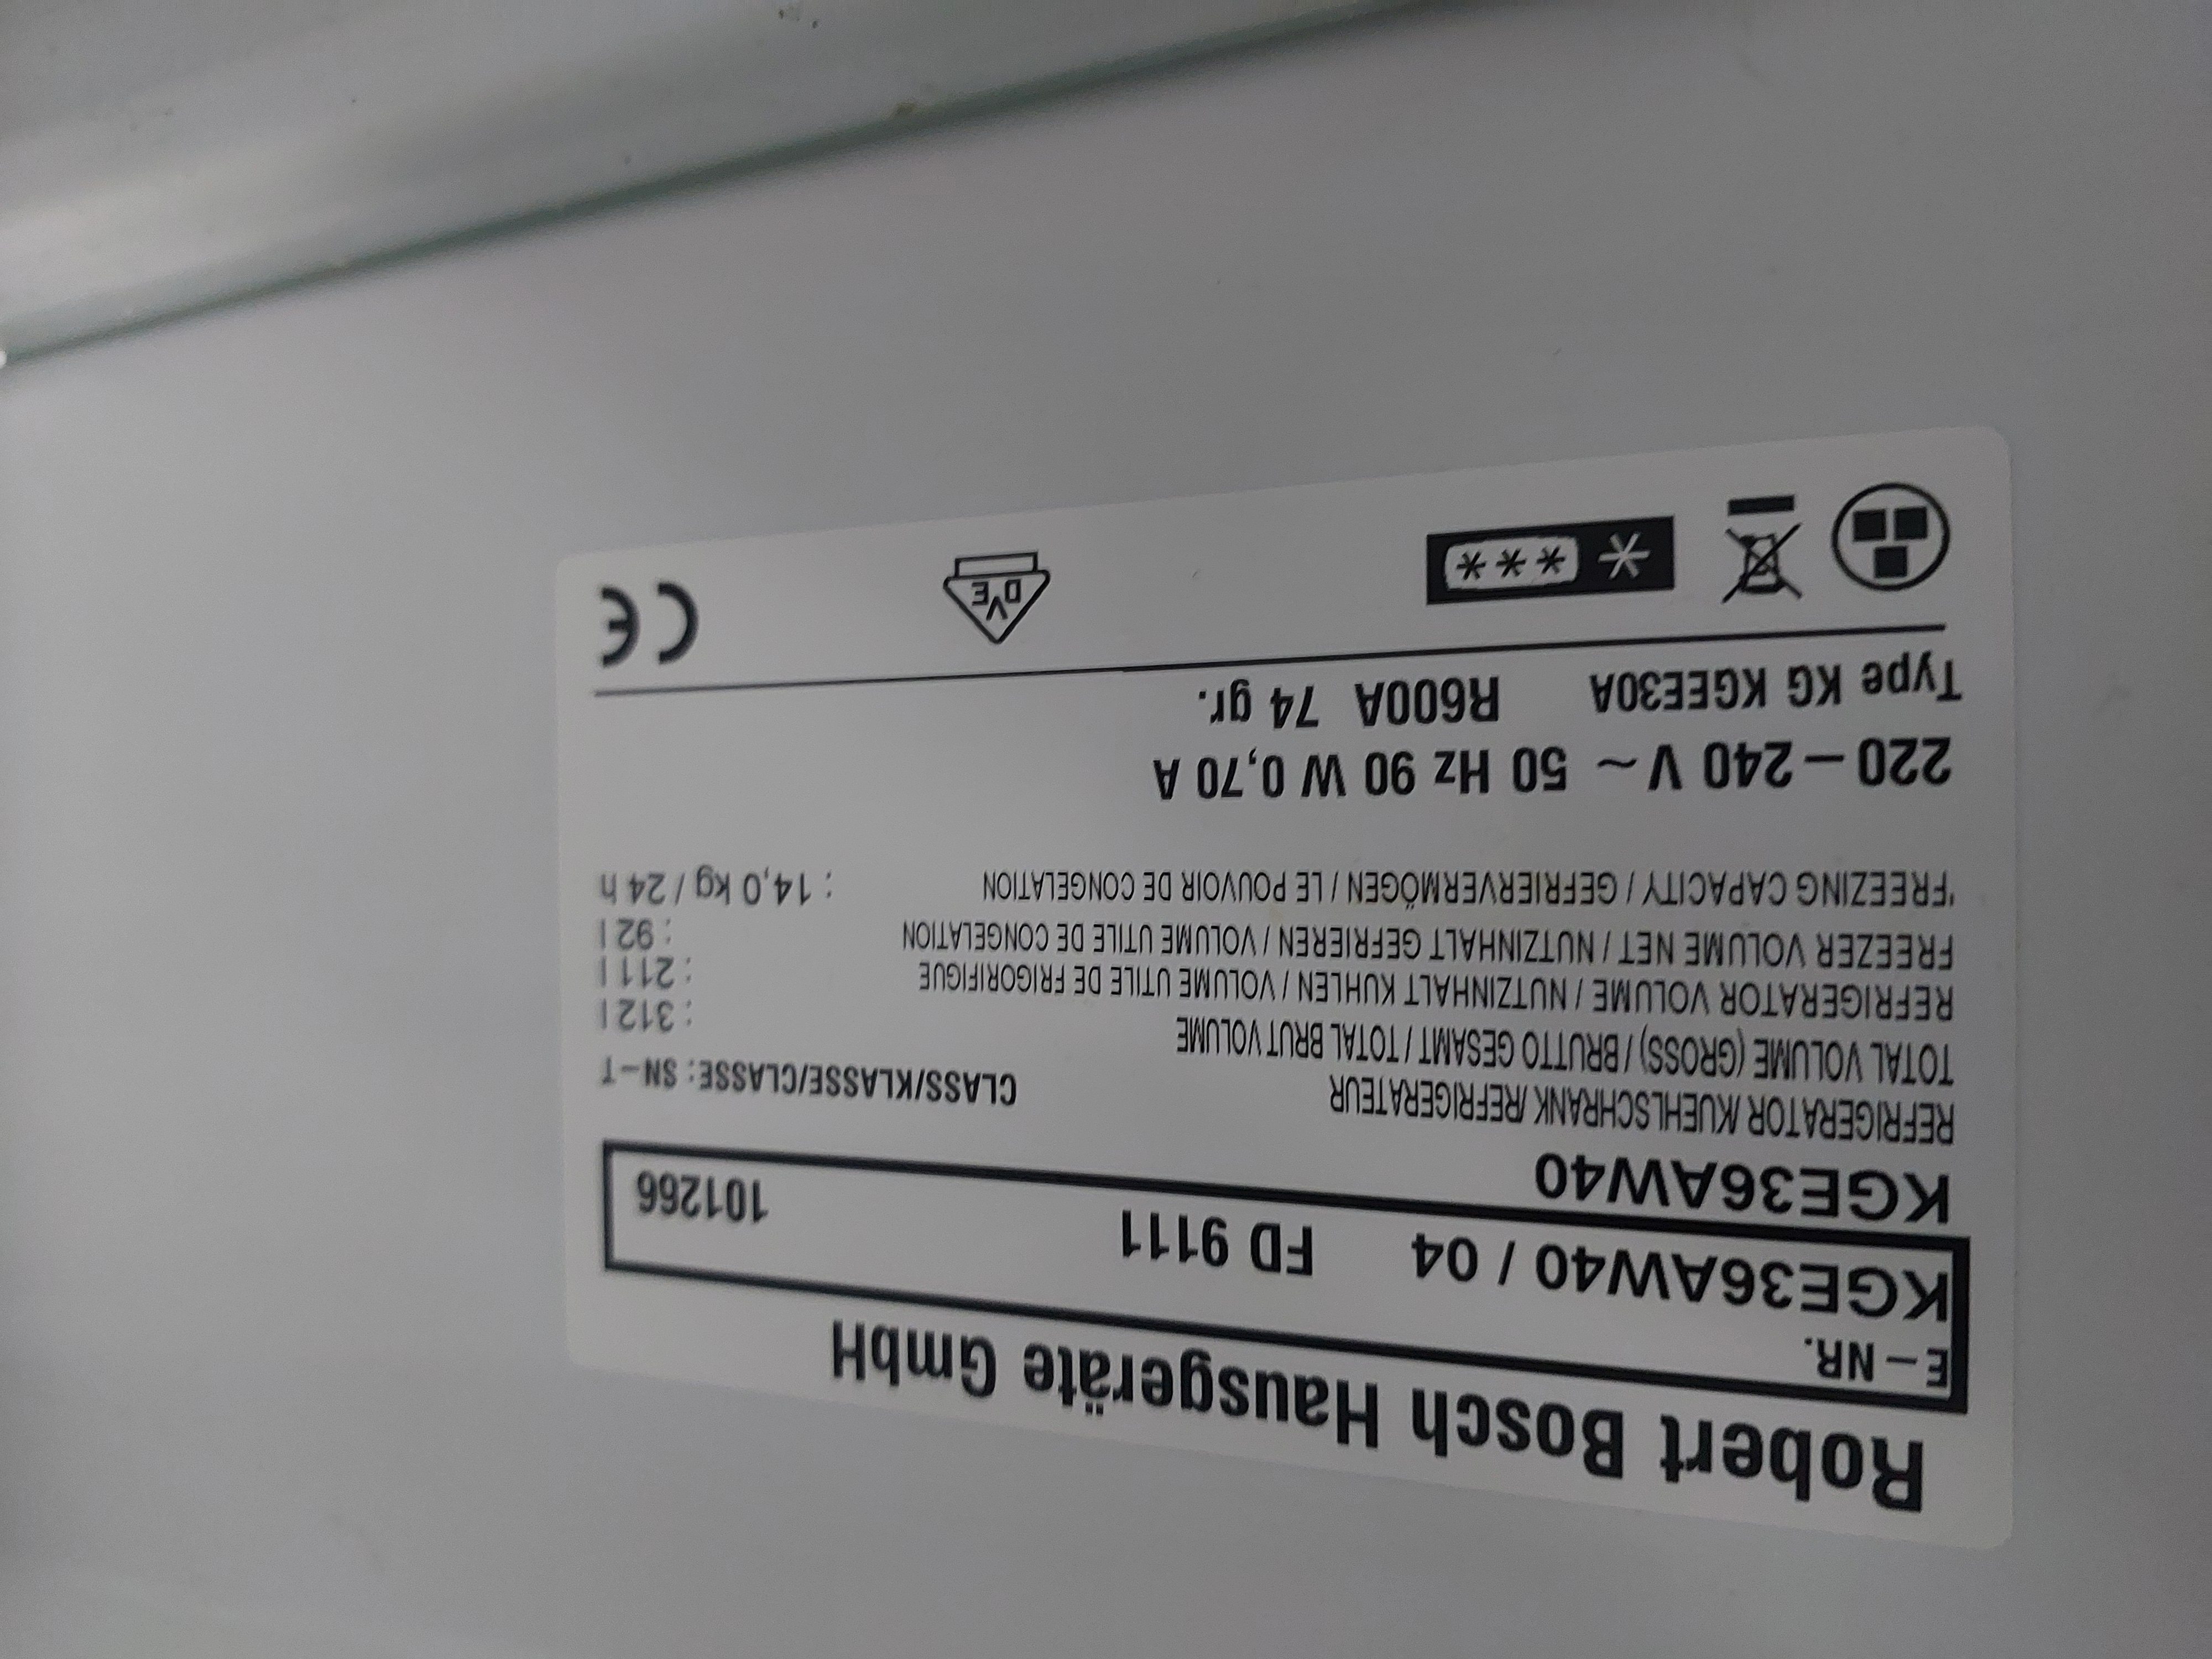 Robert Bosch Hausgeräte GmbH
E-NR.
KGE36AW40 / 04 FD 9111 101266
KGE36AW40
REFRIGERATOR/KUEHLSCHRANK/REFRIGERATEUR CLASS/KLASSE/CLASSE: SN-T
TOTAL VOLUME (GROSS) / BRUTTO GESAMT / TOTAL BRUT VOLUME : 312 l
REFRIGERATOR VOLUME / NUTZINHALT KUHLEN / VOLUME UTILE DE FRIGORIFIGUE : 211 l
FREEZER VOLUME NET / NUTZINHALT GEFRIEREN / VOLUME UTILE DE CONGELATION : 92 l
'FREEZING CAPACITY / GEFRIERVERMÖGEN / LE POUVOIR DE CONGELATION : 14,0 kg / 24 h
220 - 240 V ~ 50 Hz 90 W 0,70 A
Type KG KGEE30A R600A 74 gr.
* *** DVE CE